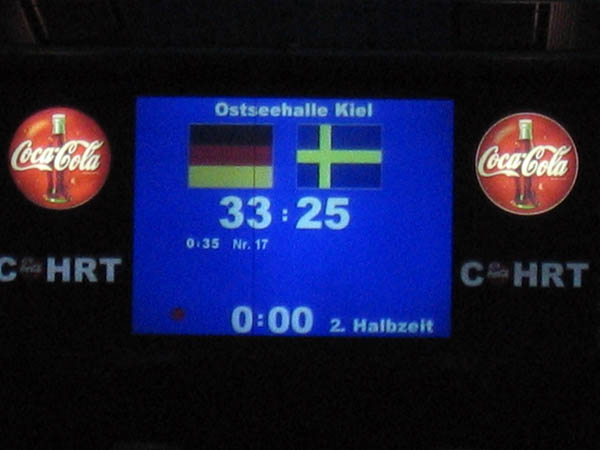 Ostseehalle Kiel
Coca-Cola
Coca-Cola
33 : 25
0:35 Nr. 17
C HRT
C HRT
0:00 2. Halbzeit